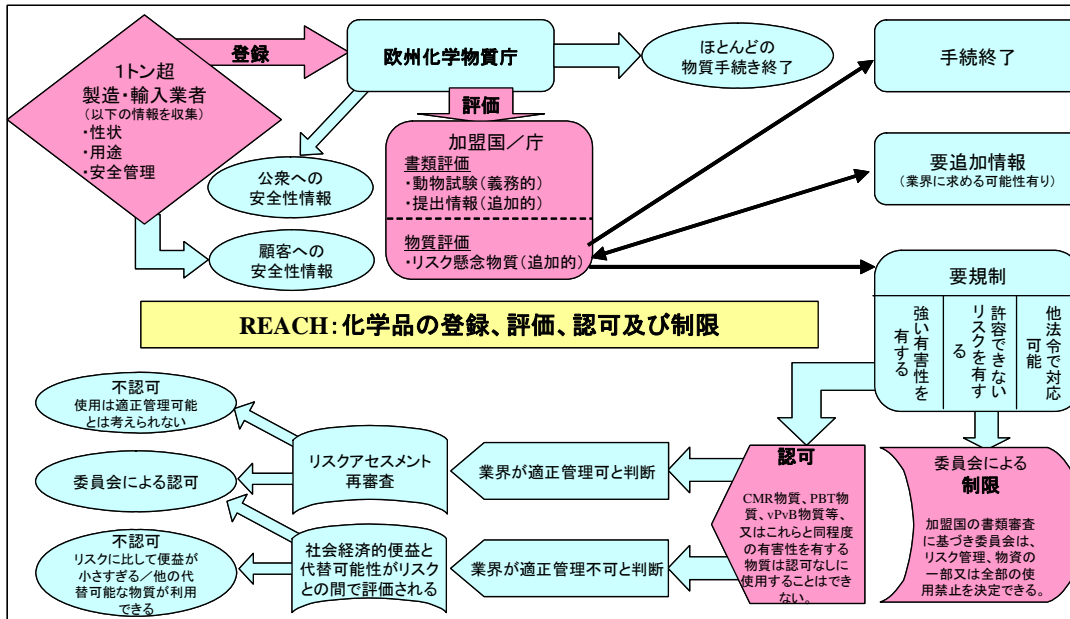 登録
1トン超
製造・輸入業者
(以下の情報を収集)
・性状
・用途
・安全管理
欧州化学物質庁
ほとんどの
物質手続き終了
手続終了
評価
加盟国／庁
書類評価
・動物試験(義務的)
・提出情報(追加的)
物質評価
・リスク懸念物質(追加的)
公衆への
安全性情報
顧客への
安全性情報
要追加情報
(業界に求める可能性有り)
要規制
強い有害性を
有する
許容できない
リスクを有す
る
他法令で対応
可能
REACH：化学品の登録、評価、認可及び制限
不認可
使用は適正管理可能
とは考えられない
委員会による認可
不認可
リスクに比して便益が
小さすぎる／他の代
替可能な物質が利用
できる
リスクアセスメント
再審査
社会経済的便益と
代替可能性がリスク
との間で評価される
業界が適正管理可と判断
業界が適正管理不可と判断
認可
CMR物質、PBT物
質、vPvB物質等、
又はこれらと同程度
の有害性を有する
物質は認可なしに
使用することはでき
ない。
委員会による
制限
加盟国の書類審査
に基づき委員会は、
リスク管理、物資の
一部又は全部の使
用禁止を決定できる。